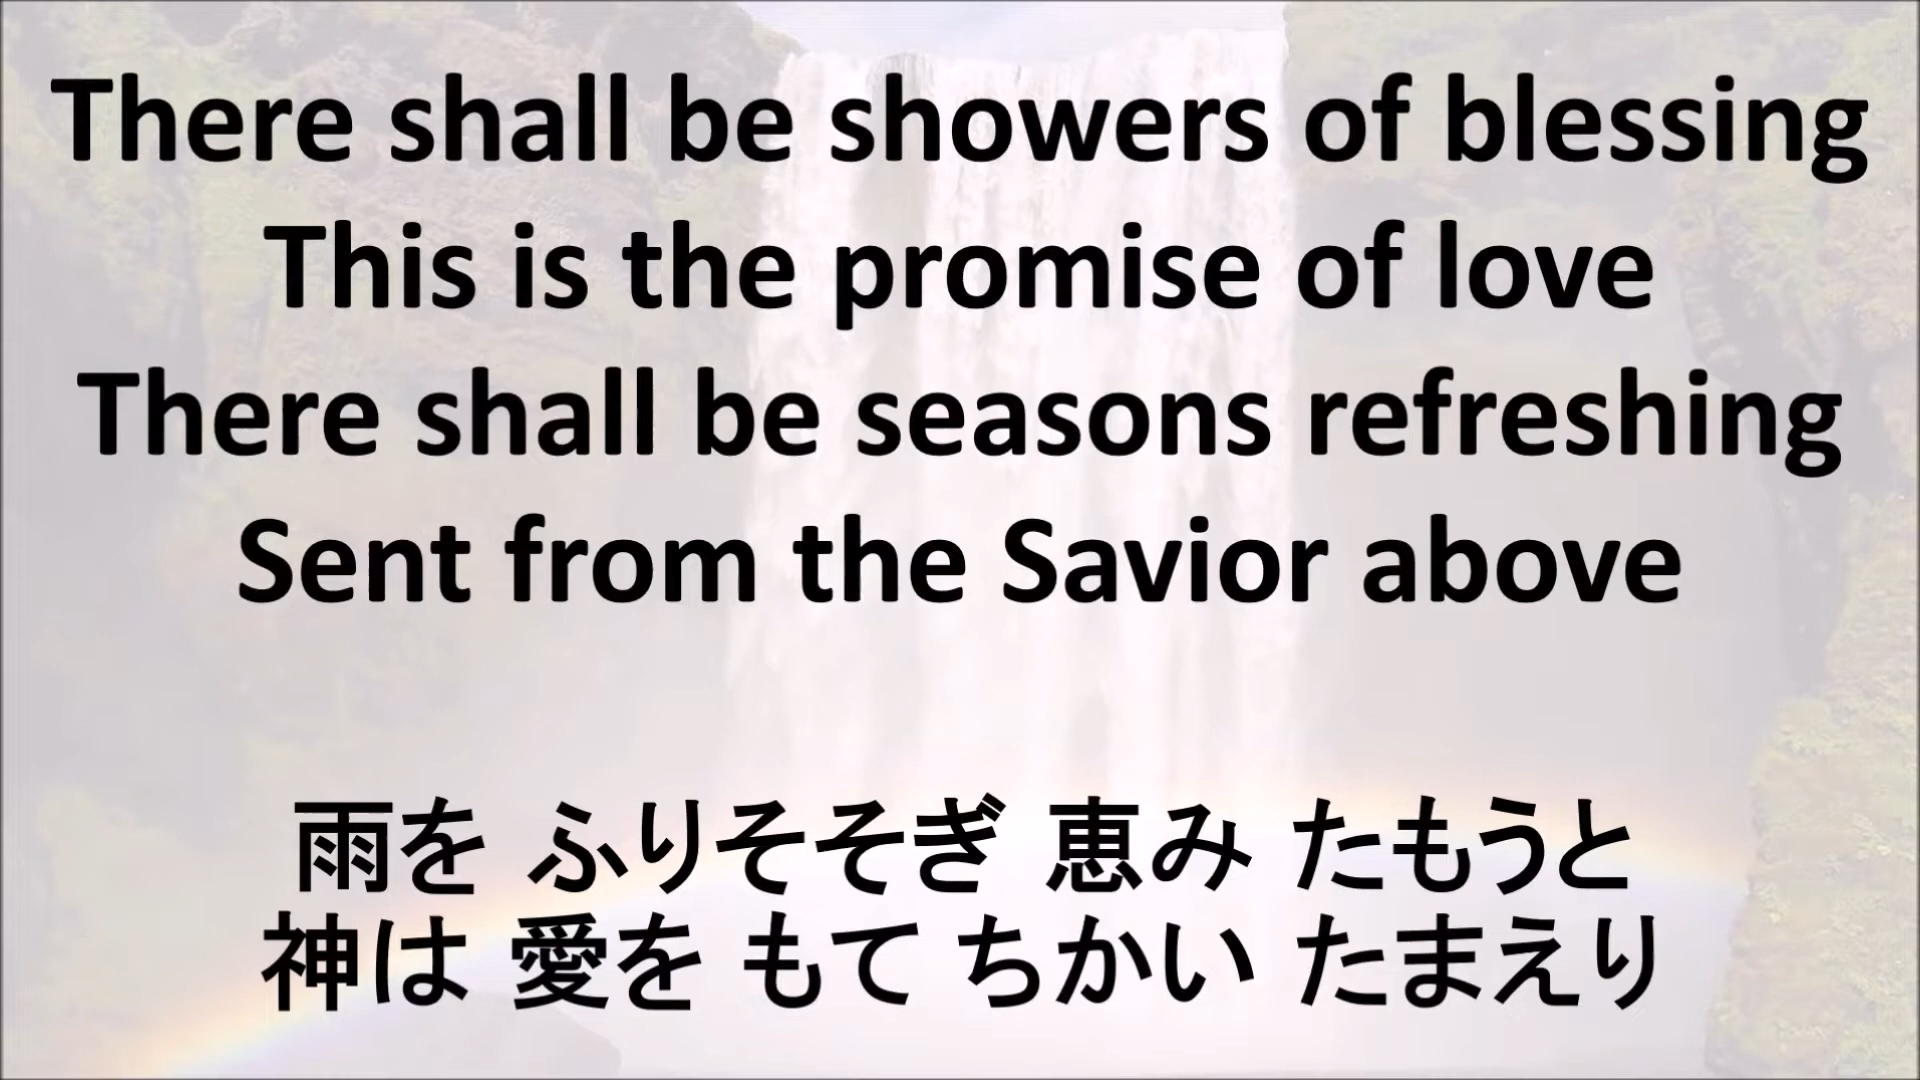 There shall be showers of blessing
This is the promise of love
There shall be seasons refreshing
Sent from the Savior above
雨を ふりそそぎ 恵み たもうと
神は 愛を もて ちかい たまえり